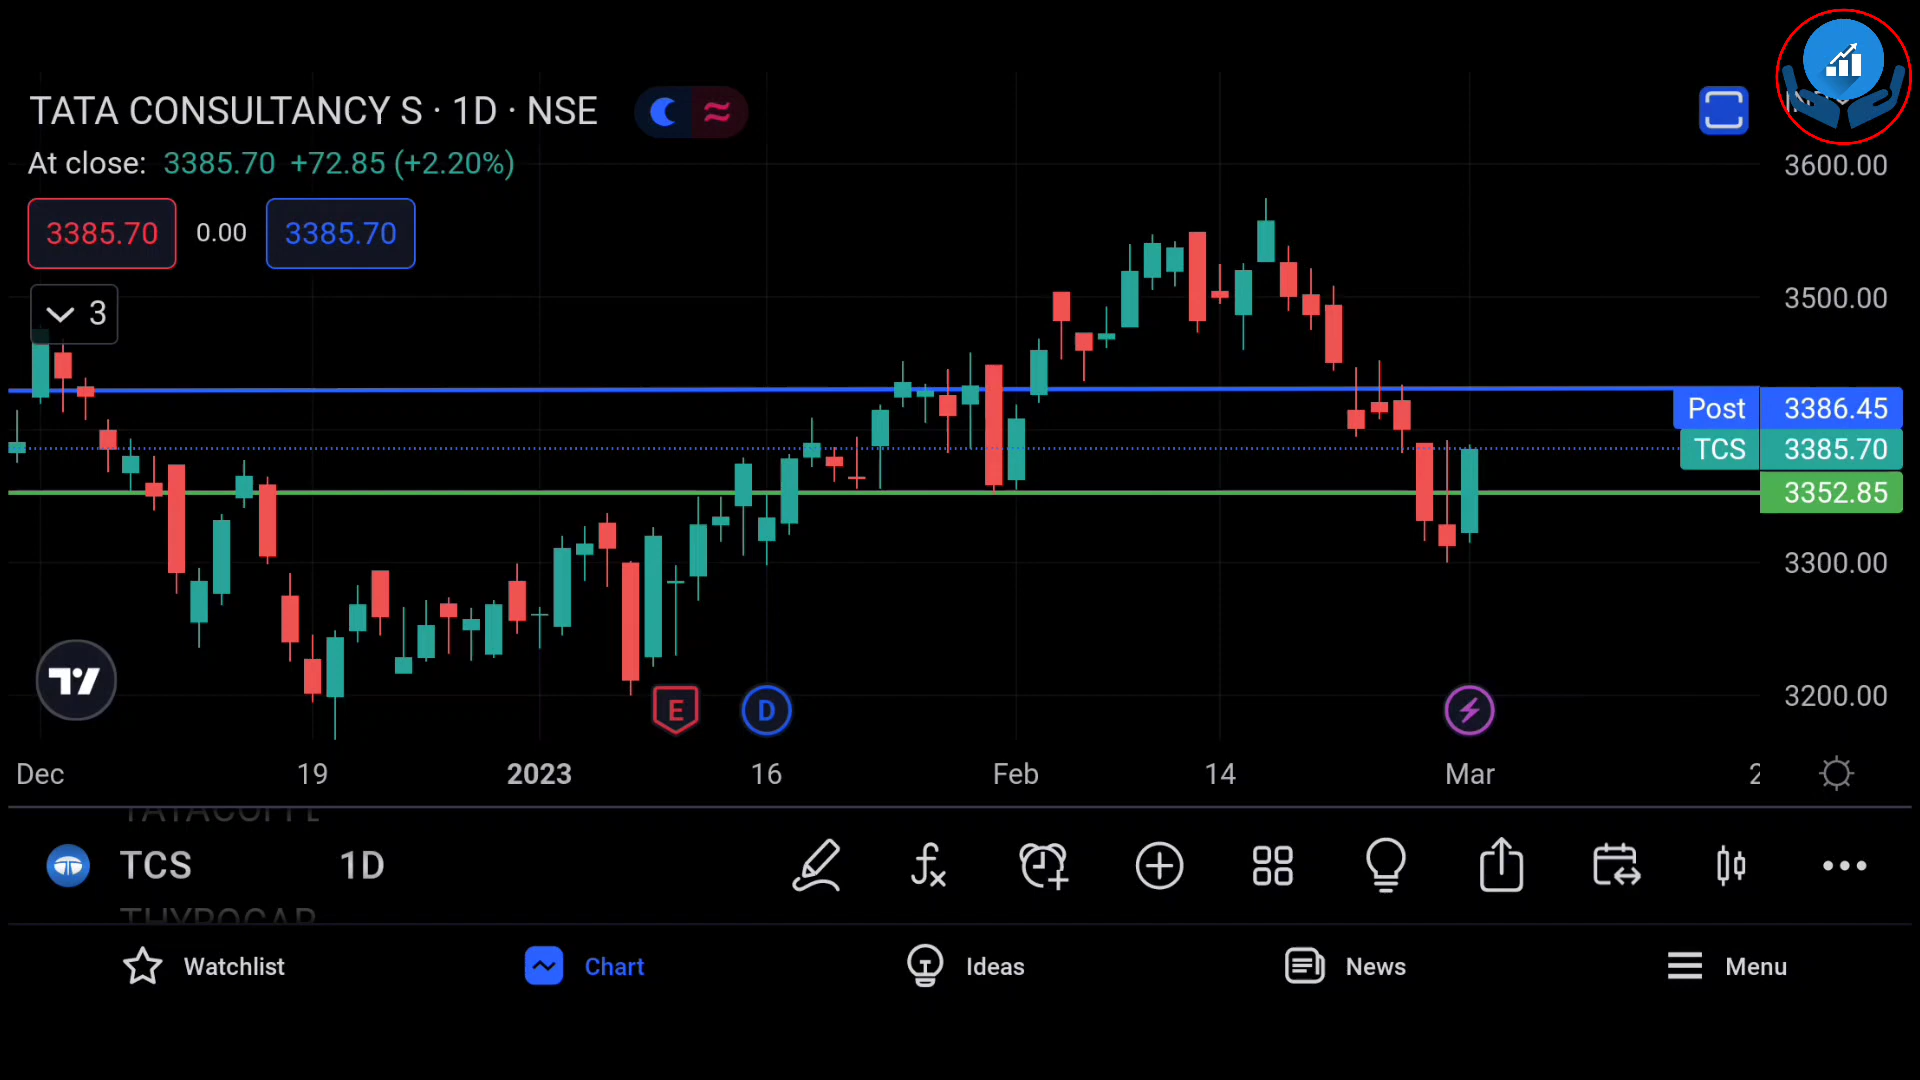 TATA CONSULTANCY S · 1D · NSE
At close: 3385.70 +72.85 (+2.20%)
3385.70 0.00 3385.70
3
3600.00
3500.00
Post 3386.45
TCS 3385.70
3352.85
3300.00
3200.00
E D
Dec 19 2023 16 Feb 14 Mar 2
TCS 1D
Watchlist Chart Ideas News Menu